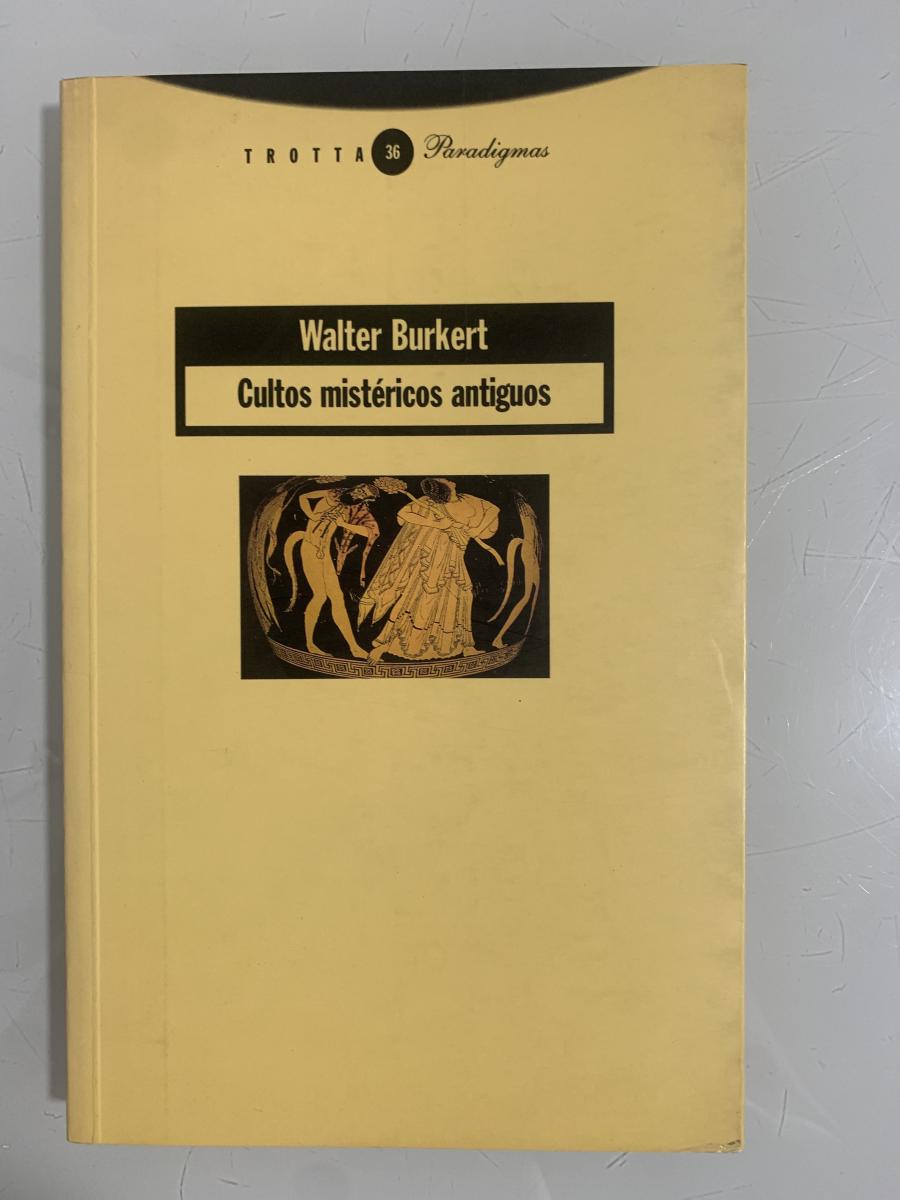 TROTTA 36 Paradigmas
Walter Burkert
Cultos mistéricos antiguos